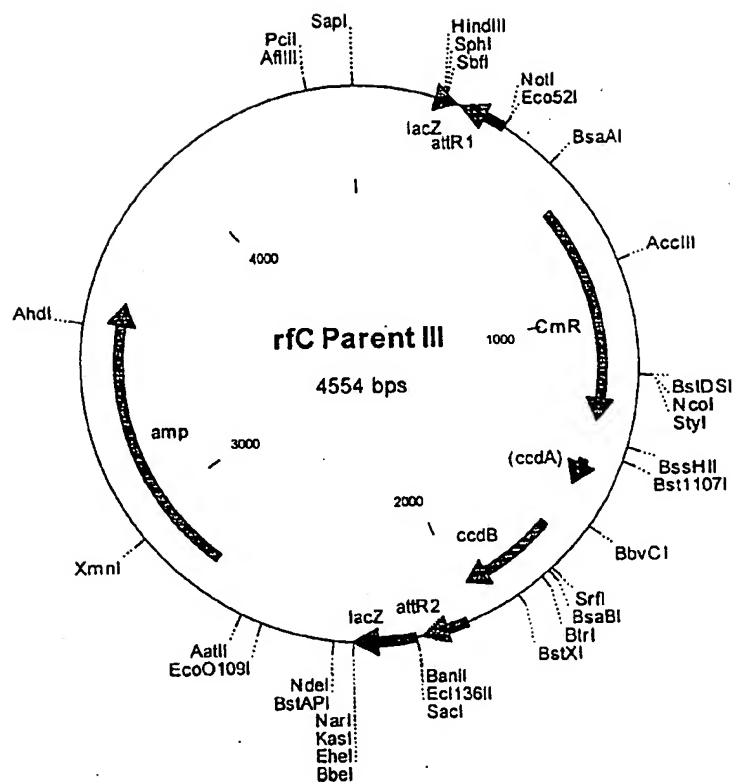 SapI
PciI
AflIII
HindIII
SphI
SbfI
NotI
Eco52I
lacZ
attR1
BsaAI
AccIII
4000
AhdI
rfC Parent III
4554 bps
1000
CmR
BstDSI
NcoI
StyI
amp
3000
(ccdA)
BssHII
Bst1107I
2000
ccdB
BbvCI
XmnI
SrfI
BsaBI
BtrI
BstXI
lacZ
attR2
AatII
EcoO109I
NdeI
BstAPI
NarI
KasI
EheI
BbeI
BanII
Ecl136II
SacI